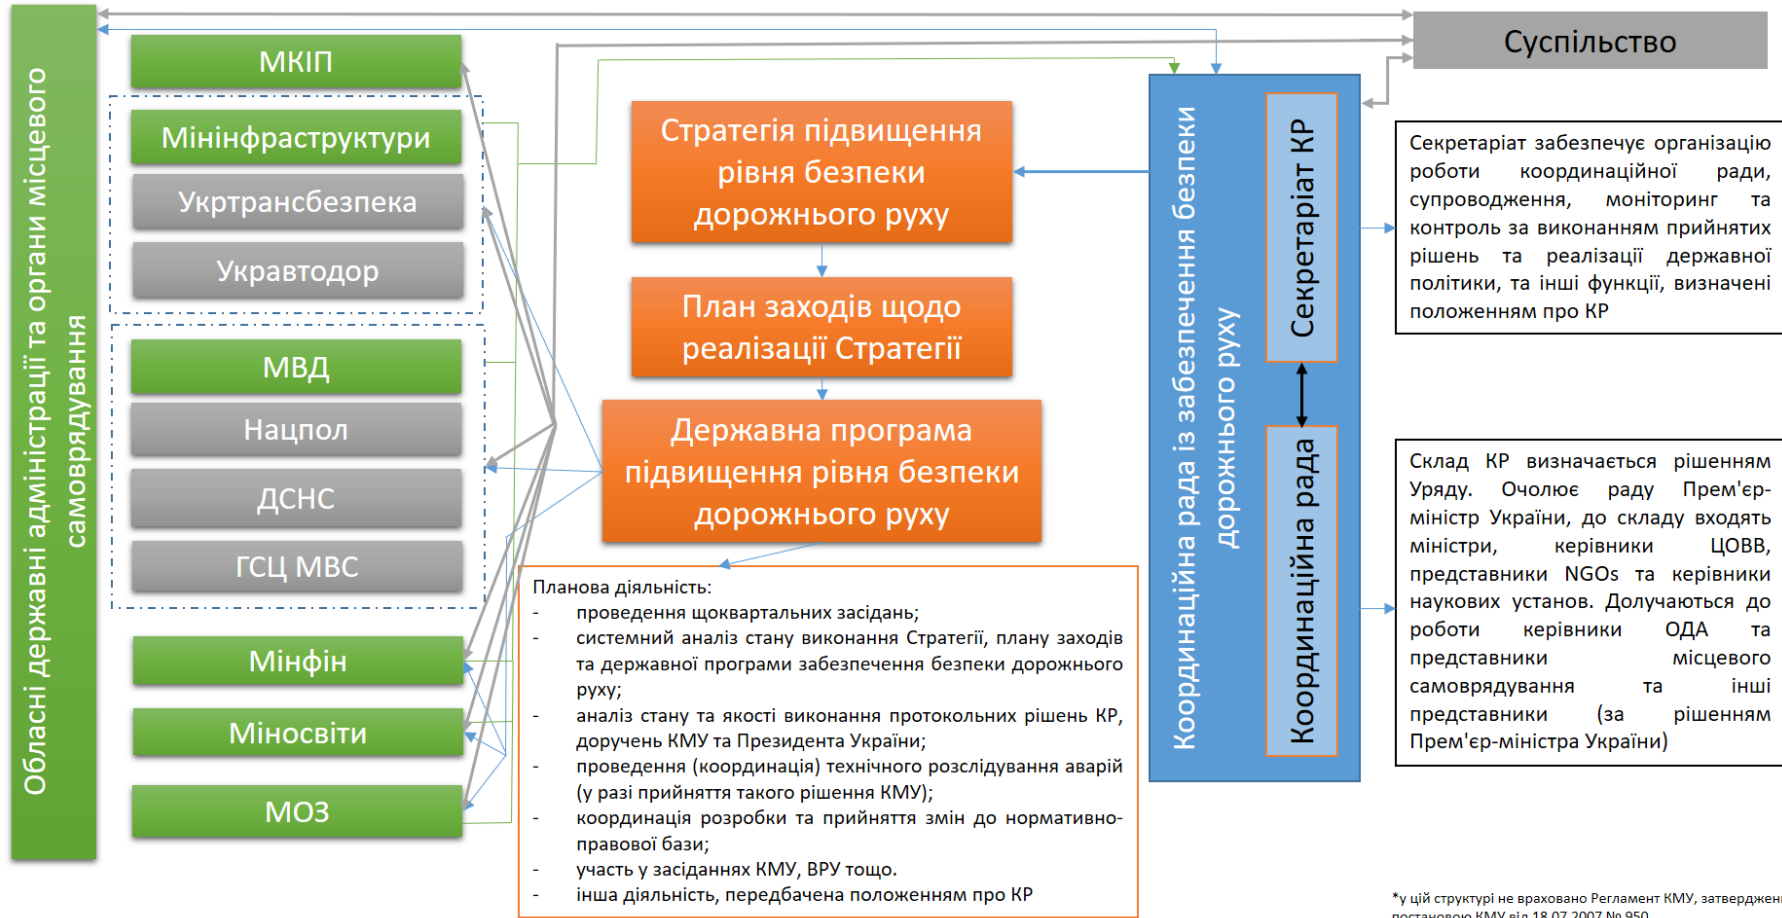 Обласні державні адміністрації та органи місцевого
самоврядування
МКІП
Мінінфраструктури
Укртрансбезпека
Укравтодор
МВД
Нацпол
ДСНС
ГСЦ МВС
Мінфін
Міносвіти
МОЗ
Стратегія підвищення
рівня безпеки
дорожнього руху
План заходів щодо
реалізації Стратегії
Державна програма
підвищення рівня безпеки
дорожнього руху
Планова діяльність:
- проведення щоквартальних засідань;
- системний аналіз стану виконання Стратегії, плану заходів
та державної програми забезпечення безпеки дорожнього
руху;
- аналіз стану та якості виконання протокольних рішень КР,
доручень КМУ та Президента України;
- проведення (координація) технічного розслідування аварій
(у разі прийняття такого рішення КМУ);
- координація розробки та прийняття змін до нормативно-
правової бази;
- участь у засіданнях КМУ, ВРУ тощо.
- інша діяльність, передбачена положенням про КР
Координаційна рада із забезпечення безпеки
дорожнього руху
Секретаріат КР
Координаційна рада
Суспільство
Секретаріат забезпечує організацію
роботи координаційної ради,
супроводження, моніторинг та
контроль за виконанням прийнятих
рішень та реалізації державної
політики, та інші функції, визначені
положенням про КР
Склад КР визначається рішенням
Уряду. Очолює раду Прем'єр-
міністр України, до складу входять
міністри, керівники ЦОВВ,
представники NGOs та керівники
наукових установ. Долучаються до
роботи керівники ОДА та
представники місцевого
самоврядування та інші
представники (за рішенням
Прем'єр-міністра України)
*у цій структурі не враховано Регламент КМУ, затверджени
постановою КМУ від 18.07.2007 № 950